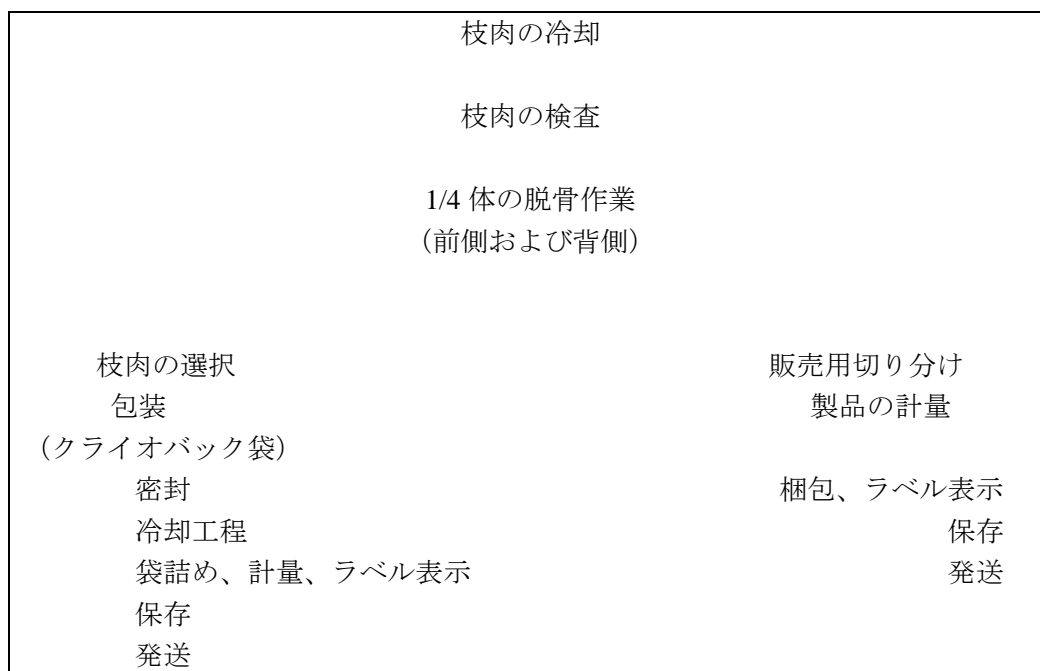 枝肉の冷却
枝肉の検査
1/4 体の脱骨作業
（前側および背側）
枝肉の選択 販売用切り分け
包装 製品の計量
（クライオバック袋）
密封 梱包、ラベル表示
冷却工程 保存
袋詰め、計量、ラベル表示 発送
保存
発送